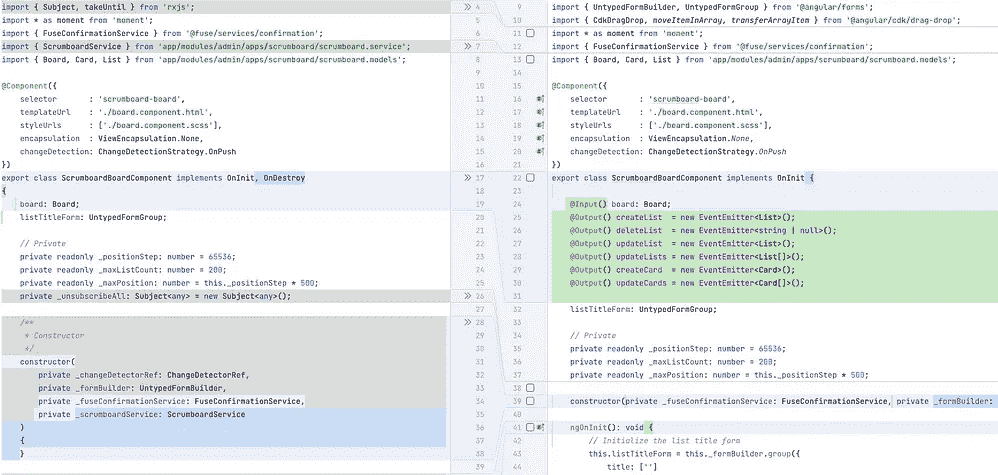 import { Subject, takeUntil } from 'rxjs'; 4
import * as moment from 'moment'; 5
import { FuseConfirmationService } from '@fuse/services/confirmation'; 6
import { ScrumboardService } from 'app/modules/admin/apps/scrumboard/scrumboard.service'; 7
import { Board, Card, List } from 'app/modules/admin/apps/scrumboard/scrumboard.models'; 8
9
@Component({ 10
selector : 'scrumboard-board', 11
templateUrl : './board.component.html', 12
styleUrls : ['./board.component.scss'], 13
encapsulation : ViewEncapsulation.None, 14
changeDetection: ChangeDetectionStrategy.OnPush 15
}) 16
export class ScrumboardBoardComponent implements OnInit, OnDestroy 17
{ 18
board: Board; 19
listTitleForm: UntypedFormGroup; 20
21
// Private 22
private readonly _positionStep: number = 65536; 23
private readonly _maxListCount: number = 200; 24
private readonly _maxPosition: number = this._positionStep * 500; 25
private _unsubscribeAll: Subject<any> = new Subject<any>(); 26
27
/** 28
* Constructor 29
*/ 30
constructor( 31
private _changeDetectorRef: ChangeDetectorRef, 32
private _formBuilder: UntypedFormBuilder, 33
private _fuseConfirmationService: FuseConfirmationService, 34
private _scrumboardService: ScrumboardService 35
) 36
{ 37
} 38
39
9 import { UntypedFormBuilder, UntypedFormGroup } from '@angular/forms';
10 import { CdkDragDrop, moveItemInArray, transferArrayItem } from '@angular/cdk/drag-drop';
11 import * as moment from 'moment';
12 import { FuseConfirmationService } from '@fuse/services/confirmation';
13 import { Board, Card, List } from 'app/modules/admin/apps/scrumboard/scrumboard.models';
14
15 @Component({
16 selector : 'scrumboard-board',
17 templateUrl : './board.component.html',
18 styleUrls : ['./board.component.scss'],
19 encapsulation : ViewEncapsulation.None,
20 changeDetection: ChangeDetectionStrategy.OnPush
21 })
22 export class ScrumboardBoardComponent implements OnInit {
23
24 @Input() board: Board;
25 @Output() createList = new EventEmitter<List>();
26 @Output() deleteList = new EventEmitter<string | null>();
27 @Output() updateList = new EventEmitter<List>();
28 @Output() updateLists = new EventEmitter<List[]>();
29 @Output() createCard = new EventEmitter<Card>();
30 @Output() updateCards = new EventEmitter<Card[]>();
31
32 listTitleForm: UntypedFormGroup;
33
34 // Private
35 private readonly _positionStep: number = 65536;
36 private readonly _maxListCount: number = 200;
37 private readonly _maxPosition: number = this._positionStep * 500;
38
39 constructor(private _fuseConfirmationService: FuseConfirmationService, private _formBuilder:
40
41 ngOnInit(): void {
42 // Initialize the list title form
43 this.listTitleForm = this._formBuilder.group({
44 title: ['']